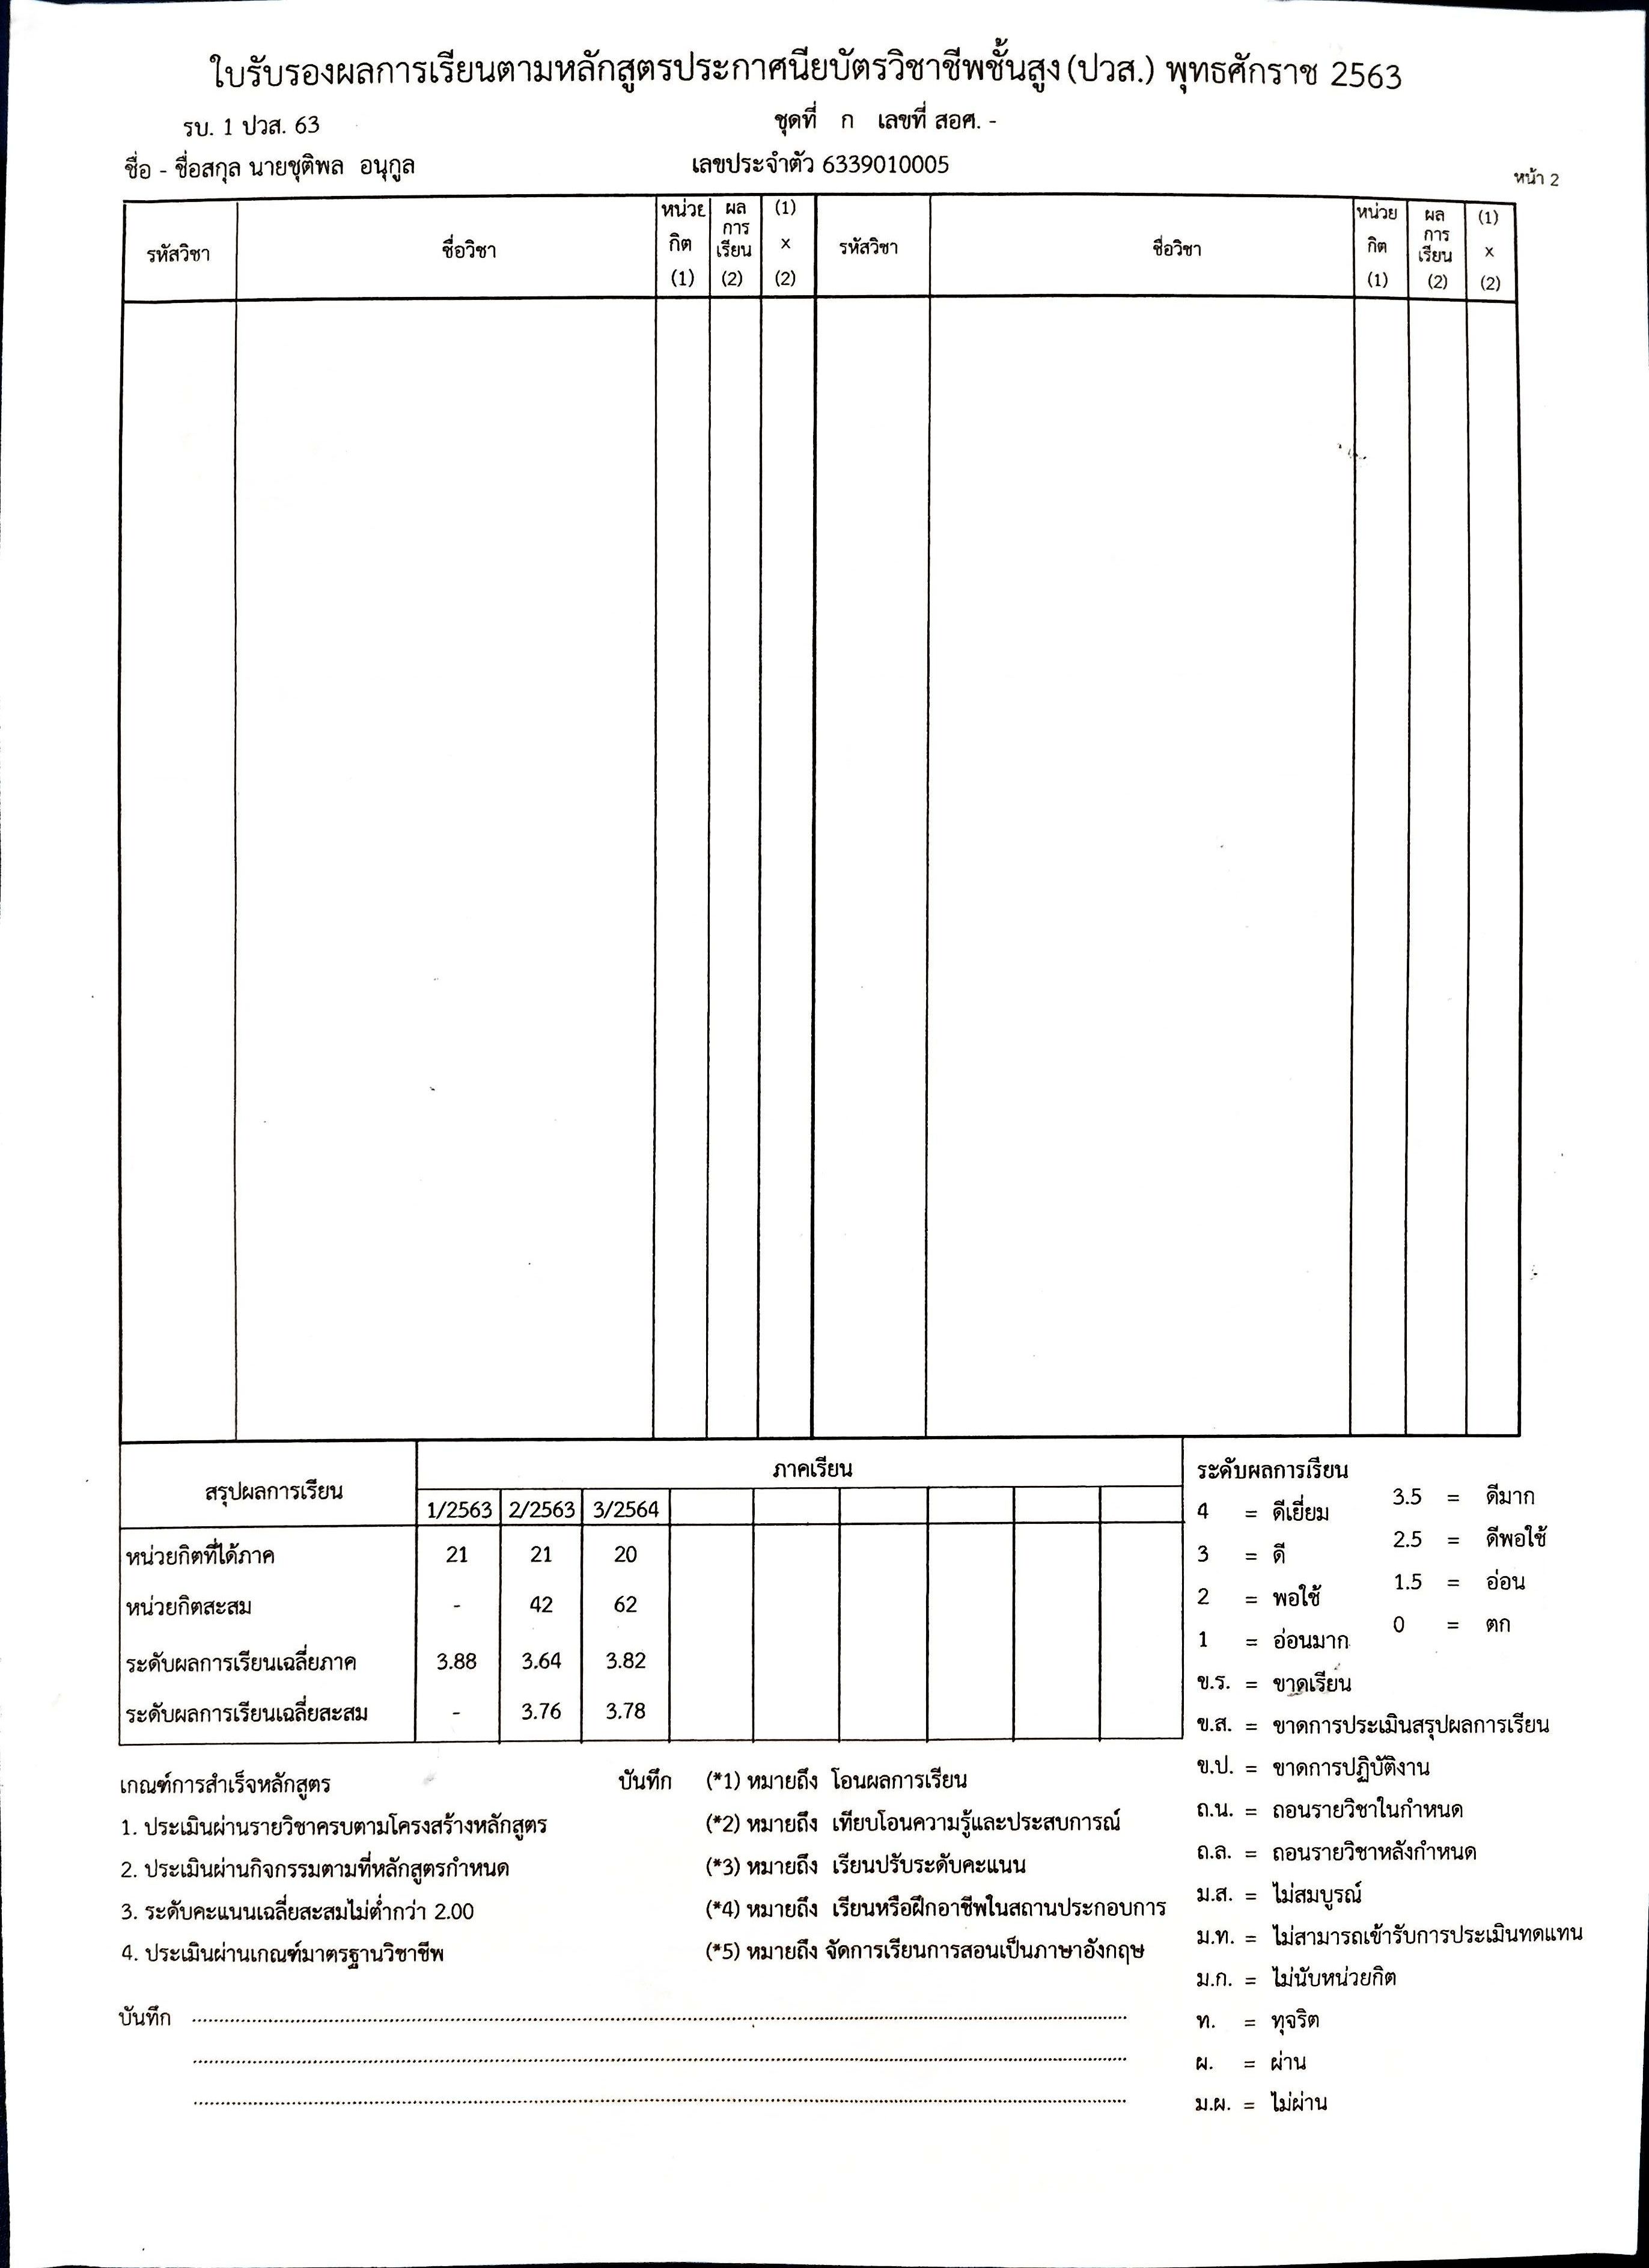 ใบรับรองผลการเรียนตามหลักสูตรประกาศนียบัตรวิชาชีพชั้นสูง (ปวส.) พุทธศักราช 2563
รบ. 1 ปวส. 63 ชุดที่ ก เลขที่ สอศ. -
ชื่อ - ชื่อสกุล นายชุติพล อนุกูล เลขประจำตัว 6339010005
หน้า 2
รหัสวิชา ชื่อวิชา หน่วยกิต (1) ผลการเรียน (2) (1) x (2) รหัสวิชา ชื่อวิชา หน่วยกิต (1) ผลการเรียน (2) (1) x (2)
สรุปผลการเรียน ภาคเรียน
1/2563 2/2563 3/2564
หน่วยกิตที่ได้ภาค 21 21 20
หน่วยกิตสะสม - 42 62
ระดับผลการเรียนเฉลี่ยภาค 3.88 3.64 3.82
ระดับผลการเรียนเฉลี่ยสะสม - 3.76 3.78
ระดับผลการเรียน
4 = ดีเยี่ยม 3.5 = ดีมาก
3 = ดี 2.5 = ดีพอใช้
2 = พอใช้ 1.5 = อ่อน
1 = อ่อนมาก 0 = ตก
ข.ร. = ขาดเรียน
ข.ส. = ขาดการประเมินสรุปผลการเรียน
ข.ป. = ขาดการปฏิบัติงาน
ถ.น. = ถอนรายวิชาในกำหนด
ถ.ล. = ถอนรายวิชาหลังกำหนด
ม.ส. = ไม่สมบูรณ์
ม.ท. = ไม่สามารถเข้ารับการประเมินทดแทน
ม.ก. = ไม่นับหน่วยกิต
ท. = ทุจริต
ผ. = ผ่าน
ม.ผ. = ไม่ผ่าน
เกณฑ์การสำเร็จหลักสูตร
1. ประเมินผ่านรายวิชาครบตามโครงสร้างหลักสูตร
2. ประเมินผ่านกิจกรรมตามที่หลักสูตรกำหนด
3. ระดับคะแนนเฉลี่ยสะสมไม่ต่ำกว่า 2.00
4. ประเมินผ่านเกณฑ์มาตรฐานวิชาชีพ
บันทึก (*1) หมายถึง โอนผลการเรียน
(*2) หมายถึง เทียบโอนความรู้และประสบการณ์
(*3) หมายถึง เรียนปรับระดับคะแนน
(*4) หมายถึง เรียนหรือฝึกอาชีพในสถานประกอบการ
(*5) หมายถึง จัดการเรียนการสอนเป็นภาษาอังกฤษ
บันทึก